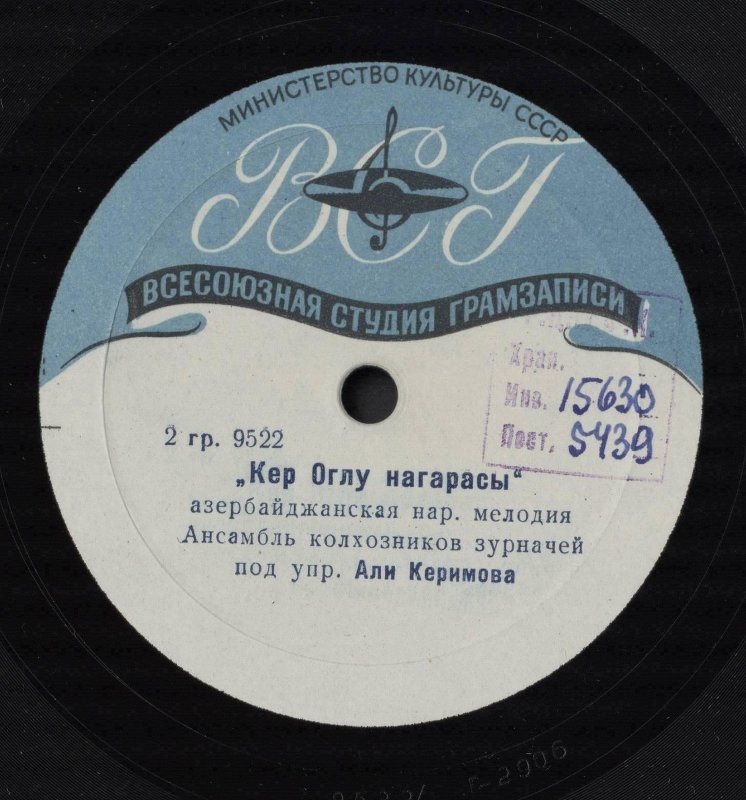 МИНИСТЕРСТВО КУЛЬТУРЫ СССР
ВСГ
ВСЕСОЮЗНАЯ СТУДИЯ ГРАМЗАПИСИ
Хран.
Инв. 15630
Пост. 5439
2 гр. 9522
„Кер Оглу нагарасы“
азербайджанская нар. мелодия
Ансамбль колхозников зурначей
под упр. Али Керимова
Г-2906